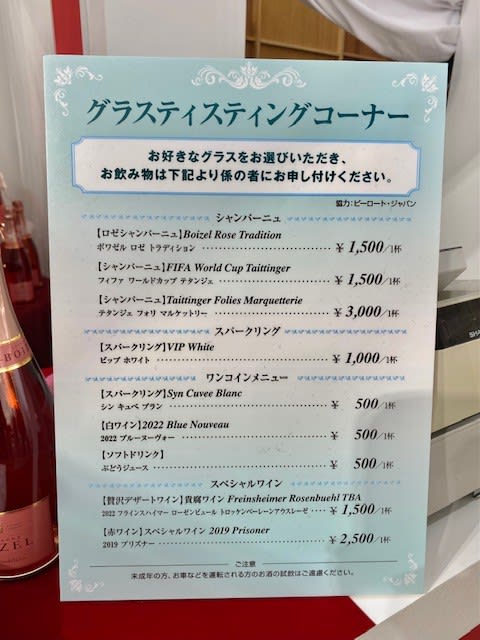 グラスティスティングコーナー
お好きなグラスをお選びいただき、
お飲み物は下記より係の者にお申し付けください。
協力：ピーロート・ジャパン
シャンパーニュ
【ロゼシャンパーニュ】Boizel Rose Tradition
ボワゼル ロゼ トラディション ¥ 1,500/1杯
【シャンパーニュ】FIFA World Cup Taittinger
フィファ ワールドカップ テタンジェ ¥ 1,500/1杯
【シャンパーニュ】Taittinger Folies Marquetterie
テタンジェ フォリ マルケットリー ¥ 3,000/1杯
スパークリング
【スパークリング】VIP White
ビップ ホワイト ¥ 1,000/1杯
ワンコインメニュー
【スパークリング】Syn Cuvee Blanc
シン キュベ ブラン ¥ 500/1杯
【白ワイン】2022 Blue Nouveau
2022 ブルーヌーヴォー ¥ 500/1杯
【ソフトドリンク】
ぶどうジュース ¥ 500/1杯
スペシャルワイン
【贅沢デザートワイン】貴腐ワイン Freinsheimer Rosenbuehl TBA
2022 フラインスハイマー ローゼンビュール トロッケンベーレンアウスレーゼ ¥ 1,500/1杯
【赤ワイン】スペシャルワイン 2019 Prisoner
2019 プリズナー ¥ 2,500/1杯
ご注意
未成年の方、お車などを運転される方のお酒の試飲はご遠慮ください。